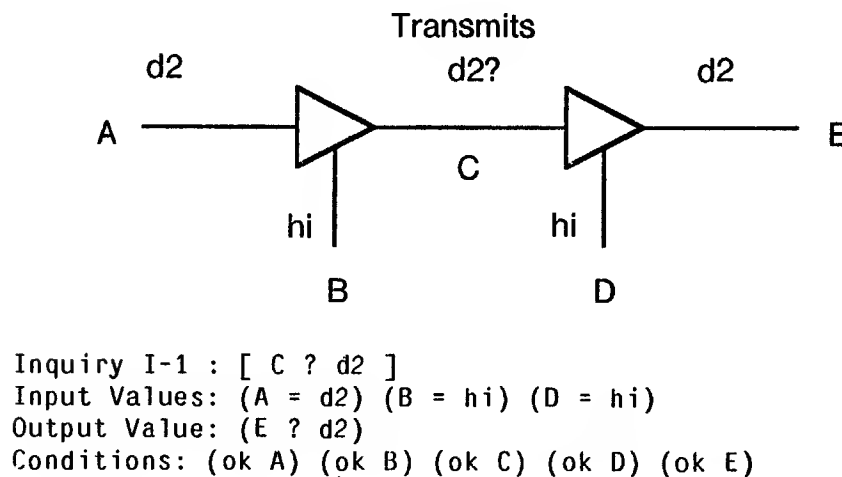 Transmits
d2 d2? d2
A C E
hi hi
B D
Inquiry I-1 : [ C ? d2 ]
Input Values: (A = d2) (B = hi) (D = hi)
Output Value: (E ? d2)
Conditions: (ok A) (ok B) (ok C) (ok D) (ok E)